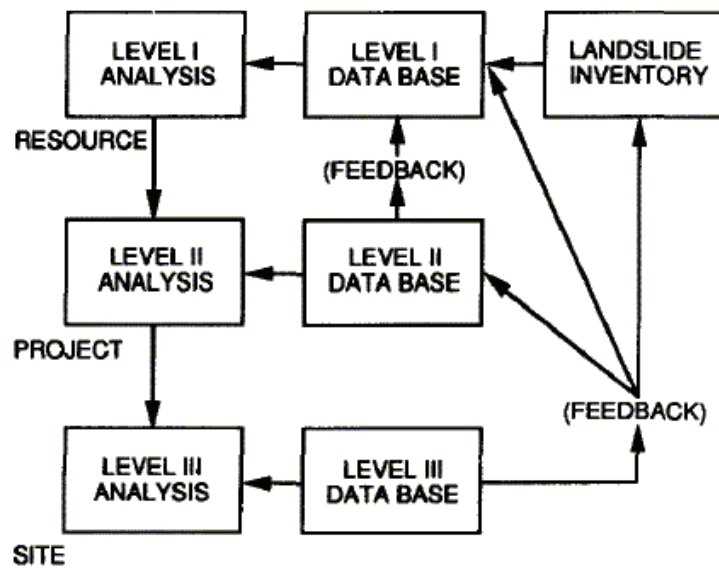 LEVEL I
ANALYSIS
LEVEL I
DATA BASE
LANDSLIDE
INVENTORY
RESOURCE
(FEEDBACK)
LEVEL II
ANALYSIS
LEVEL II
DATA BASE
PROJECT
(FEEDBACK)
LEVEL III
ANALYSIS
LEVEL III
DATA BASE
SITE